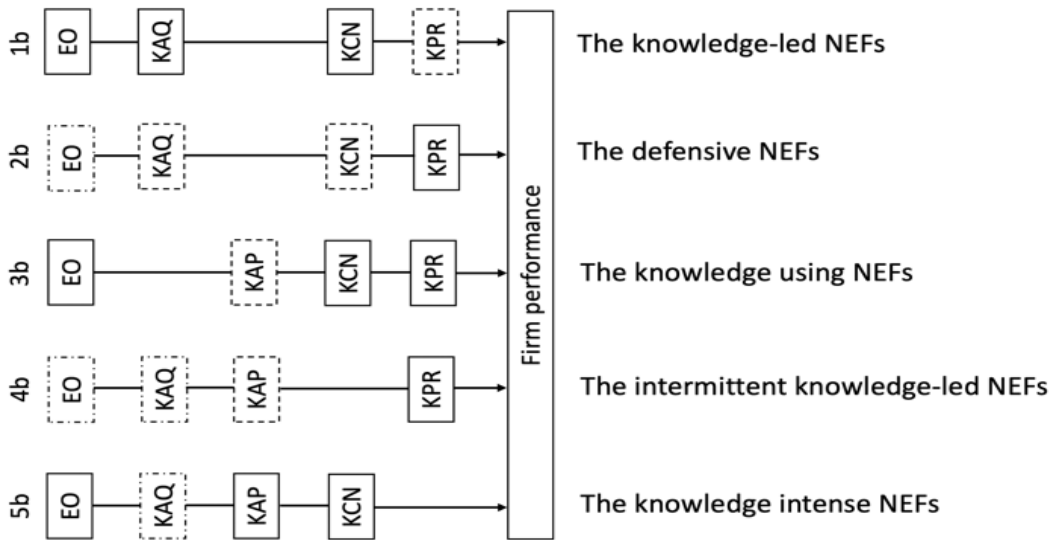 1b EO KAQ KCN KPR The knowledge-led NEFs
2b EO KAQ KCN KPR The defensive NEFs
3b EO KAP KCN KPR The knowledge using NEFs
4b EO KAQ KAP KPR The intermittent knowledge-led NEFs
5b EO KAQ KAP KCN The knowledge intense NEFs
Firm performance